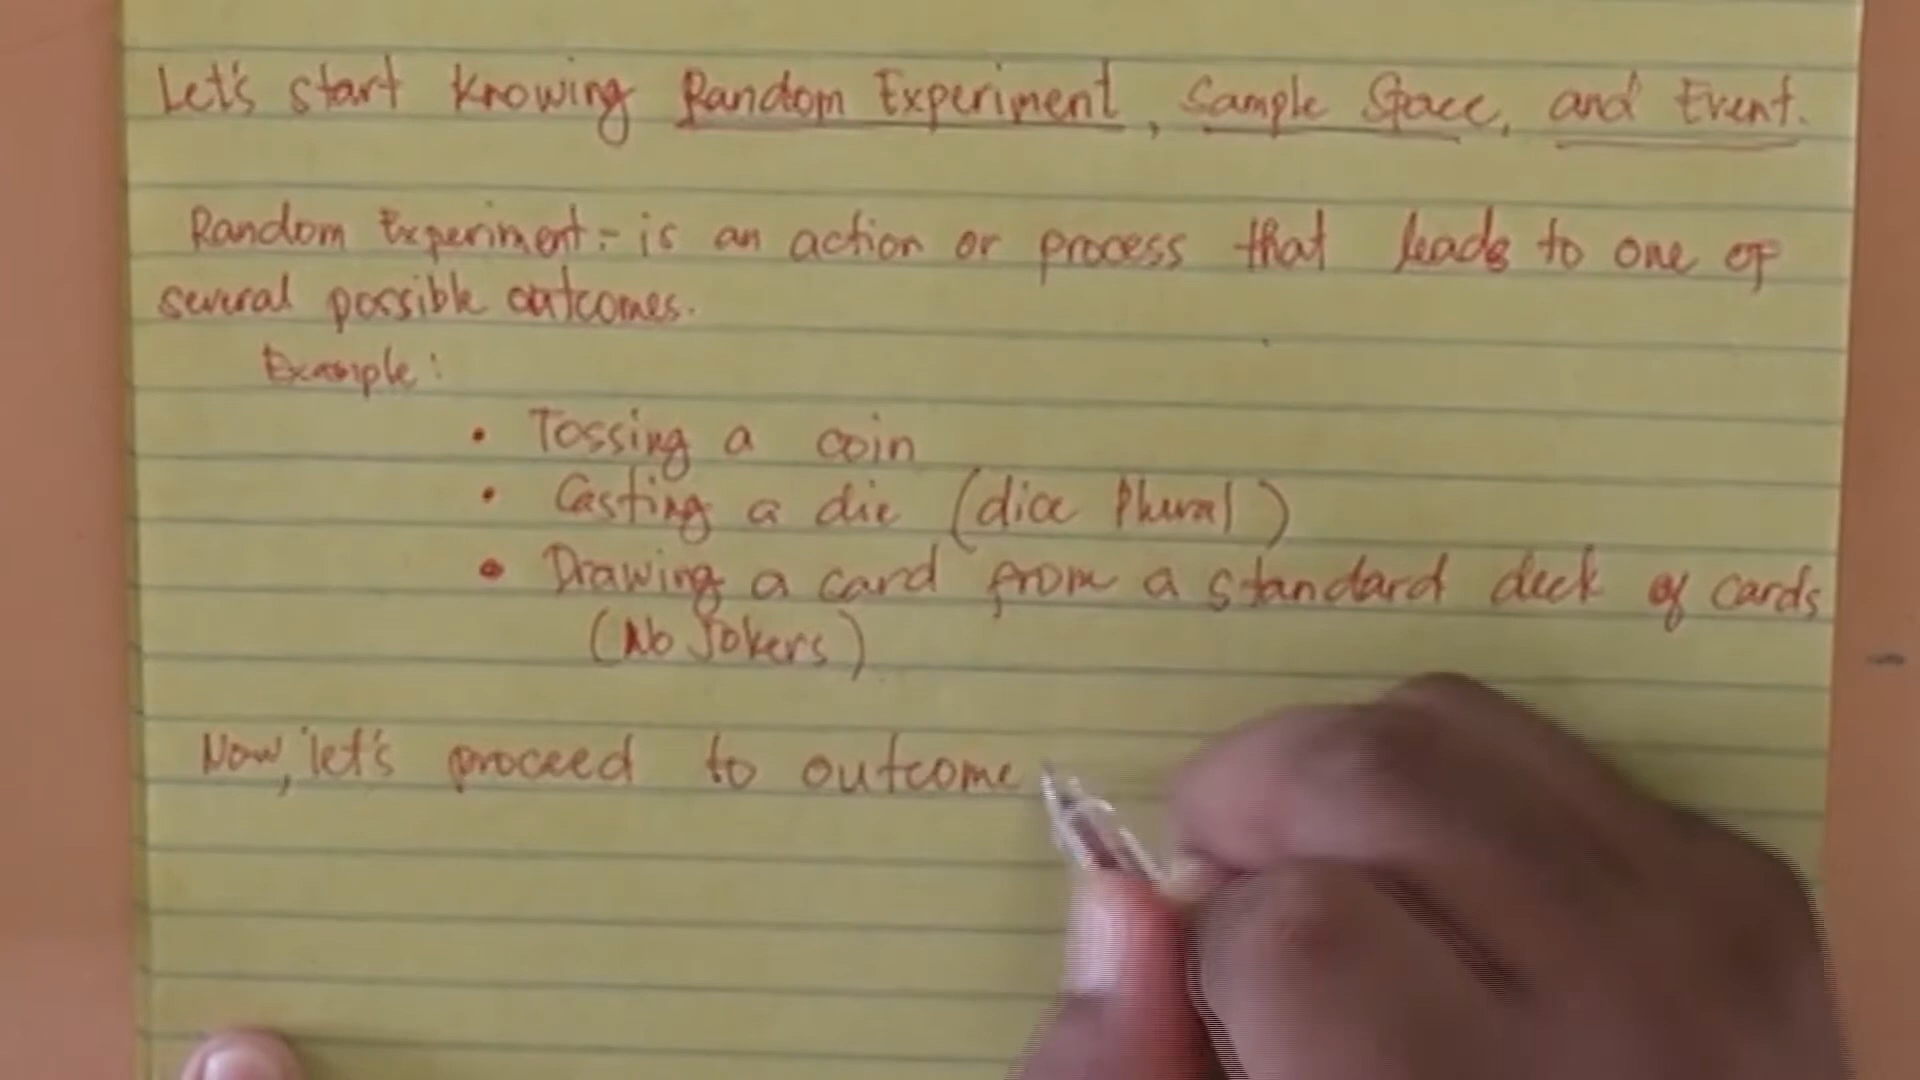 Let's start knowing Random Experiment, Sample Space, and Event.
Random Experiment:- is an action or process that leads to one of
several possible outcomes.
Example:
• Tossing a coin
• Casting a die (dice Plural)
• Drawing a card from a standard deck of cards
(No Jokers)
Now, let's proceed to outcome